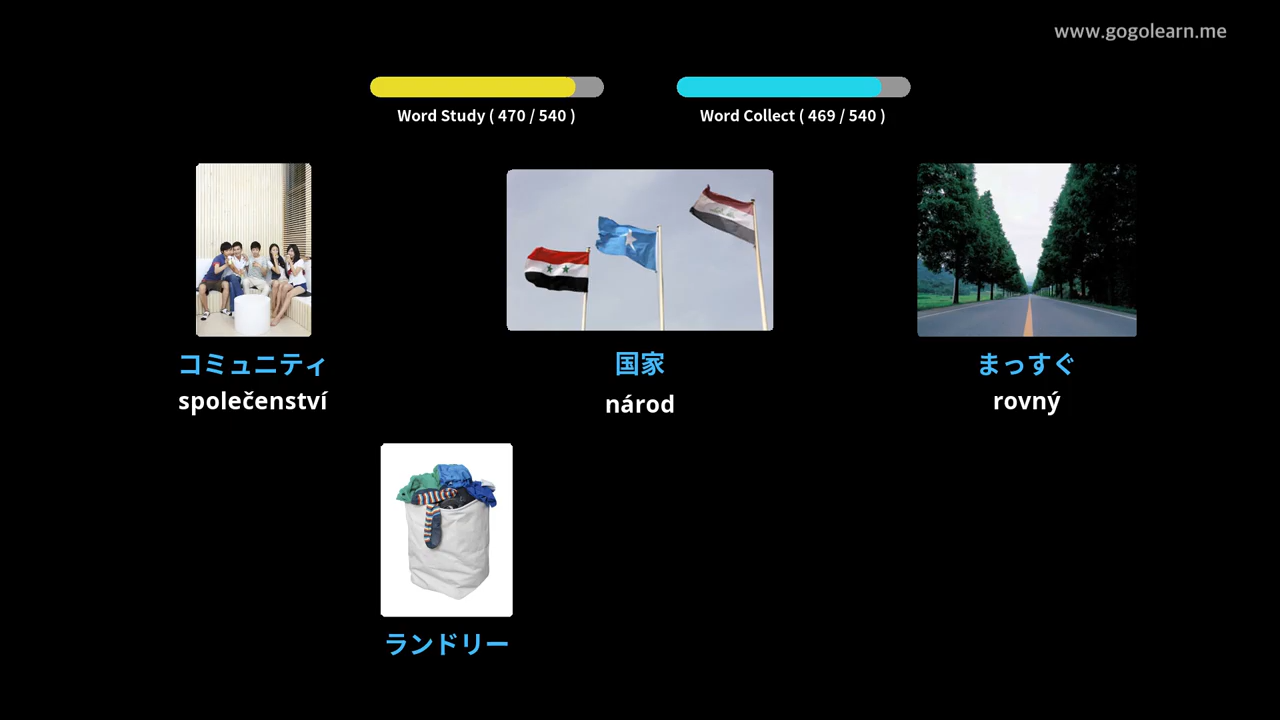 www.gogolearn.me
Word Study ( 470 / 540 )
Word Collect ( 469 / 540 )
コミュニティ
společenství
国家
národ
まっすぐ
rovný
ランドリー